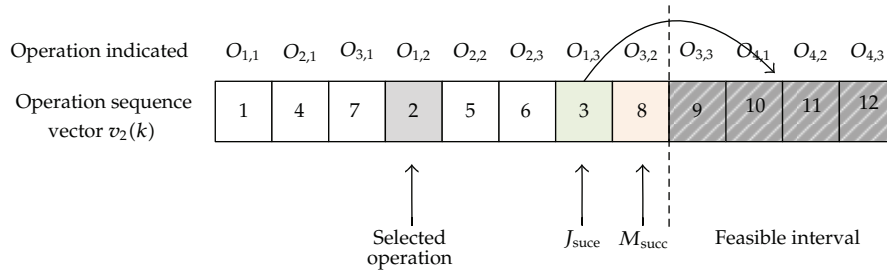 Operation indicated O1,1 O2,1 O3,1 O1,2 O2,2 O2,3 O1,3 O3,2 O3,3 O4,1 O4,2 O4,3
Operation sequence
vector v2(k)
1 4 7 2 5 6 3 8 9 10 11 12
Selected
operation
Jsuce Msucc Feasible interval